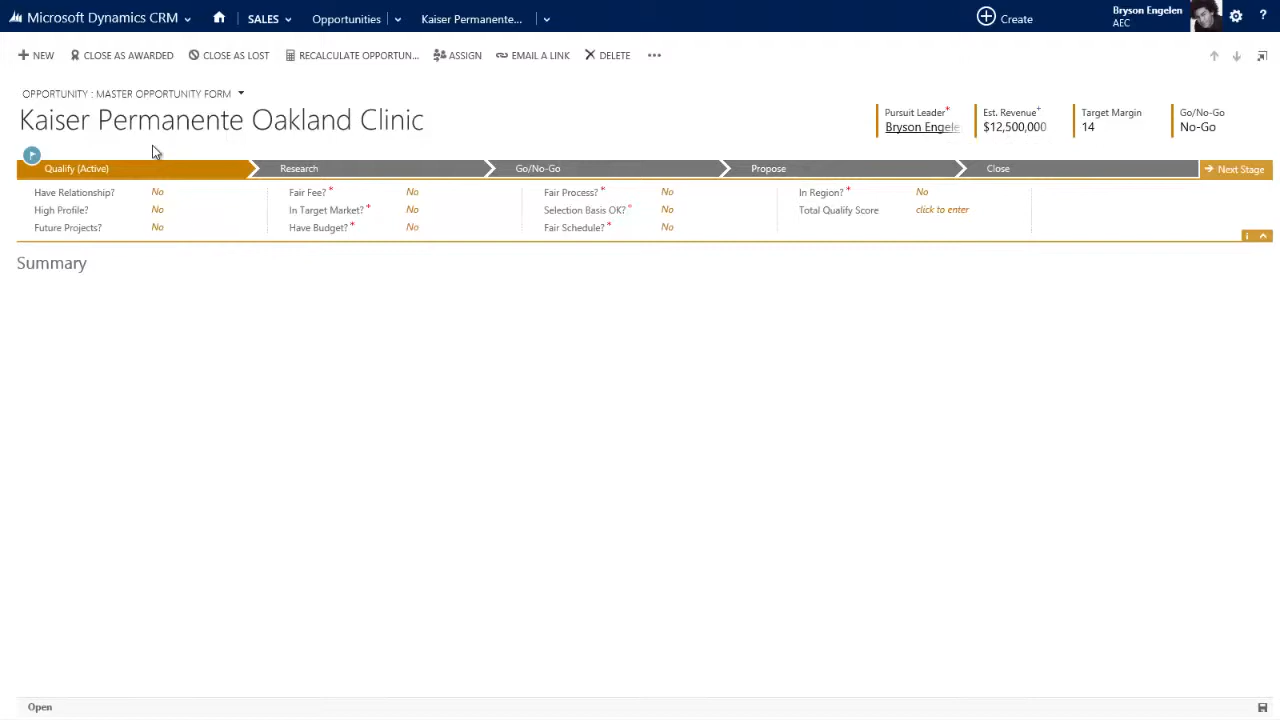 Microsoft Dynamics CRM SALES Opportunities Kaiser Permanente... Create Bryson Engelen ?
AEC
NEW CLOSE AS AWARDED CLOSE AS LOST RECALCULATE OPPORTUN... ASSIGN EMAIL A LINK DELETE ...
OPPORTUNITY : MASTER OPPORTUNITY FORM
Kaiser Permanente Oakland Clinic
Pursuit Leader* Est. Revenue+ Target Margin Go/No-Go
Bryson Engele $12,500,000 14 No-Go
Qualify (Active) Research Go/No-Go Propose Close Next Stage
Have Relationship? No Fair Fee?* No Fair Process?* No In Region?* No
High Profile? No In Target Market?* No Selection Basis OK?* No Total Qualify Score click to enter
Future Projects? No Have Budget?* No Fair Schedule?* No
Summary
Open